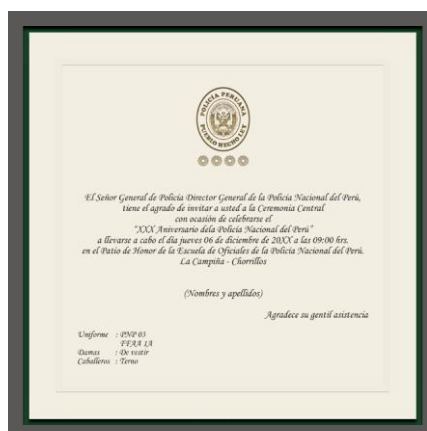 POLICIA PERUANA
PUEBLO HECHO LEY
El Señor General de Policía Director General de la Policía Nacional del Perú,
tiene el agrado de invitar a usted a la Ceremonia Central
con ocasión de celebrarse el
"XXX Aniversario dela Policía Nacional del Perú"
a llevarse a cabo el día jueves 06 de diciembre de 20XX a las 09:00 hrs.
en el Patio de Honor de la Escuela de Oficiales de la Policía Nacional del Perú.
La Campiña - Chorrillos
(Nombres y apellidos)
Agradece su gentil asistencia
Uniforme : PNP 03
FFAA 1A
Damas : De vestir
Caballeros : Terno